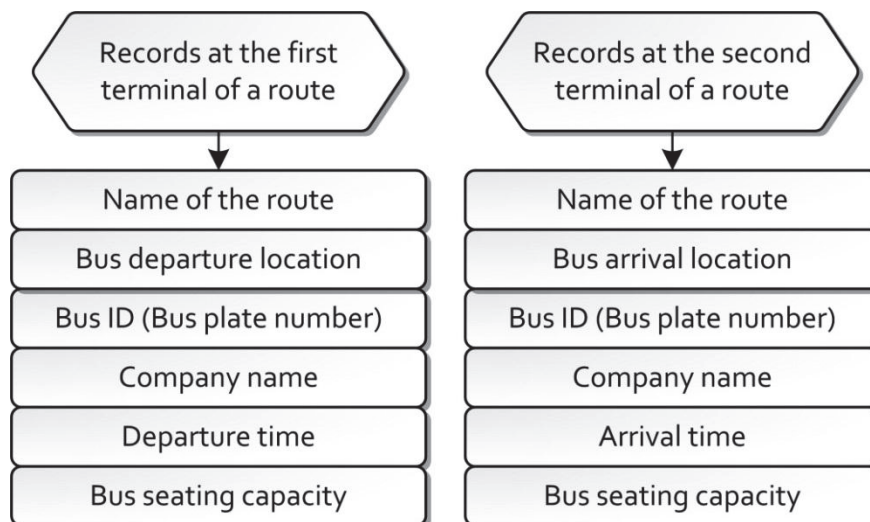 Records at the first
terminal of a route
Name of the route
Bus departure location
Bus ID (Bus plate number)
Company name
Departure time
Bus seating capacity
Records at the second
terminal of a route
Name of the route
Bus arrival location
Bus ID (Bus plate number)
Company name
Arrival time
Bus seating capacity